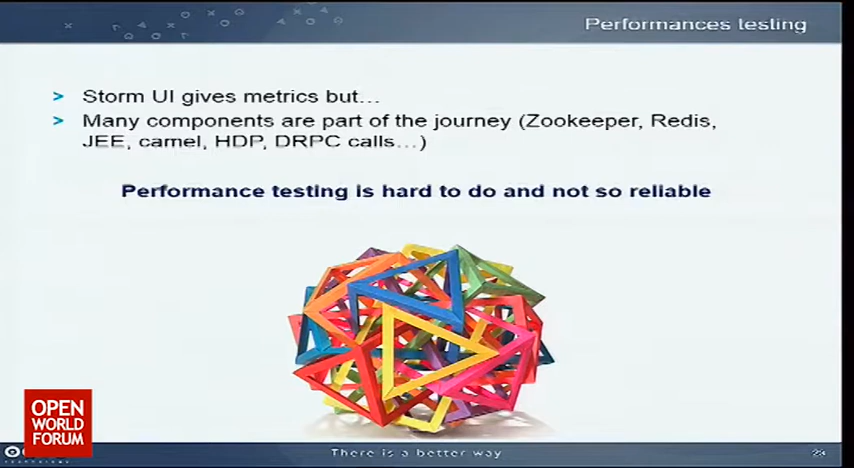 Performances testing
> Storm UI gives metrics but...
> Many components are part of the journey (Zookeeper, Redis,
JEE, camel, HDP, DRPC calls...)
Performance testing is hard to do and not so reliable
OPEN
WORLD
FORUM
There is a better way